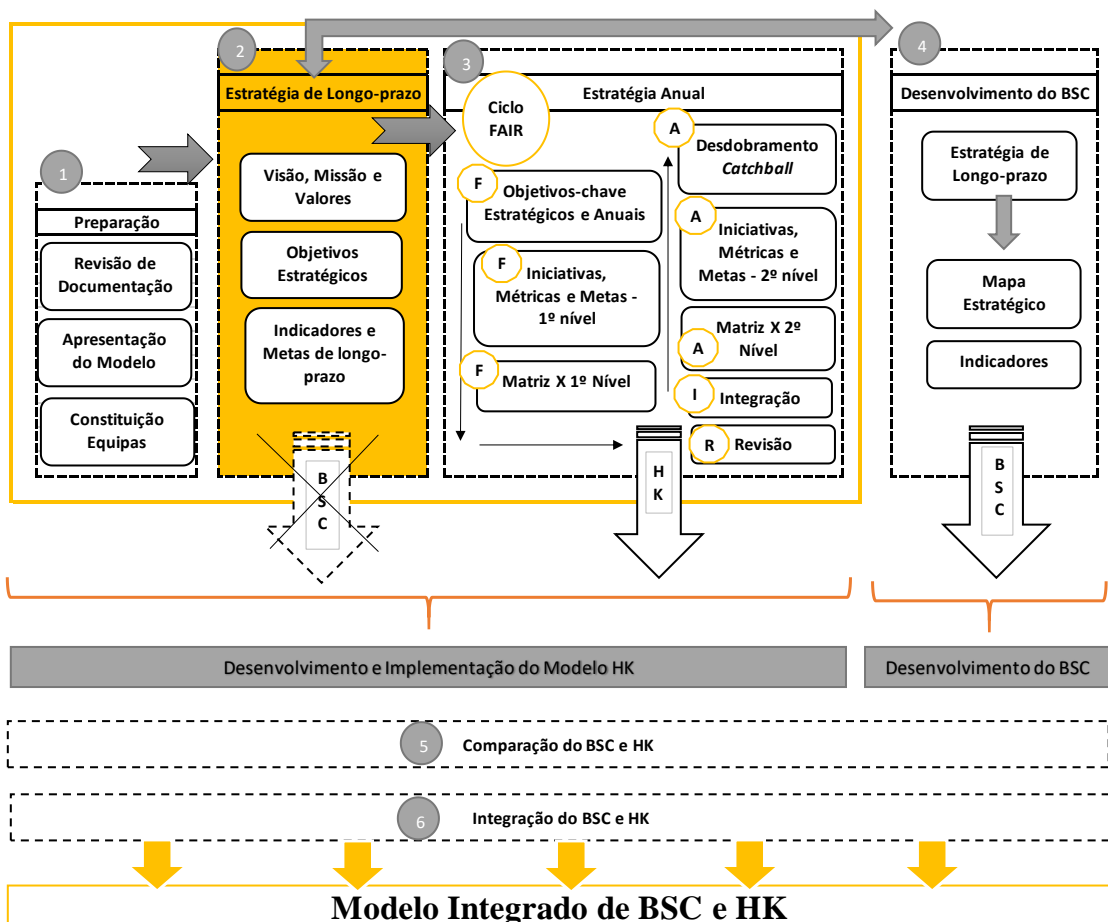 1
Preparação
Revisão de
Documentação
Apresentação
do Modelo
Constituição
Equipas
2
Estratégia de Longo-prazo
Visão, Missão e
Valores
Objetivos
Estratégicos
Indicadores e
Metas de longo-
prazo
B
S
C
3
Estratégia Anual
Ciclo
FAIR
F
Objetivos-chave
Estratégicos e Anuais
F
Iniciativas,
Métricas e Metas -
1º nível
F
Matriz X 1º Nível
A
Desdobramento
Catchball
A
Iniciativas,
Métricas e
Metas - 2º nível
A
Matriz X 2º
Nível
I
Integração
R
Revisão
H
K
4
Desenvolvimento do BSC
Estratégia de
Longo-prazo
Mapa
Estratégico
Indicadores
B
S
C
Desenvolvimento e Implementação do Modelo HK
Desenvolvimento do BSC
5
Comparação do BSC e HK
6
Integração do BSC e HK
Modelo Integrado de BSC e HK